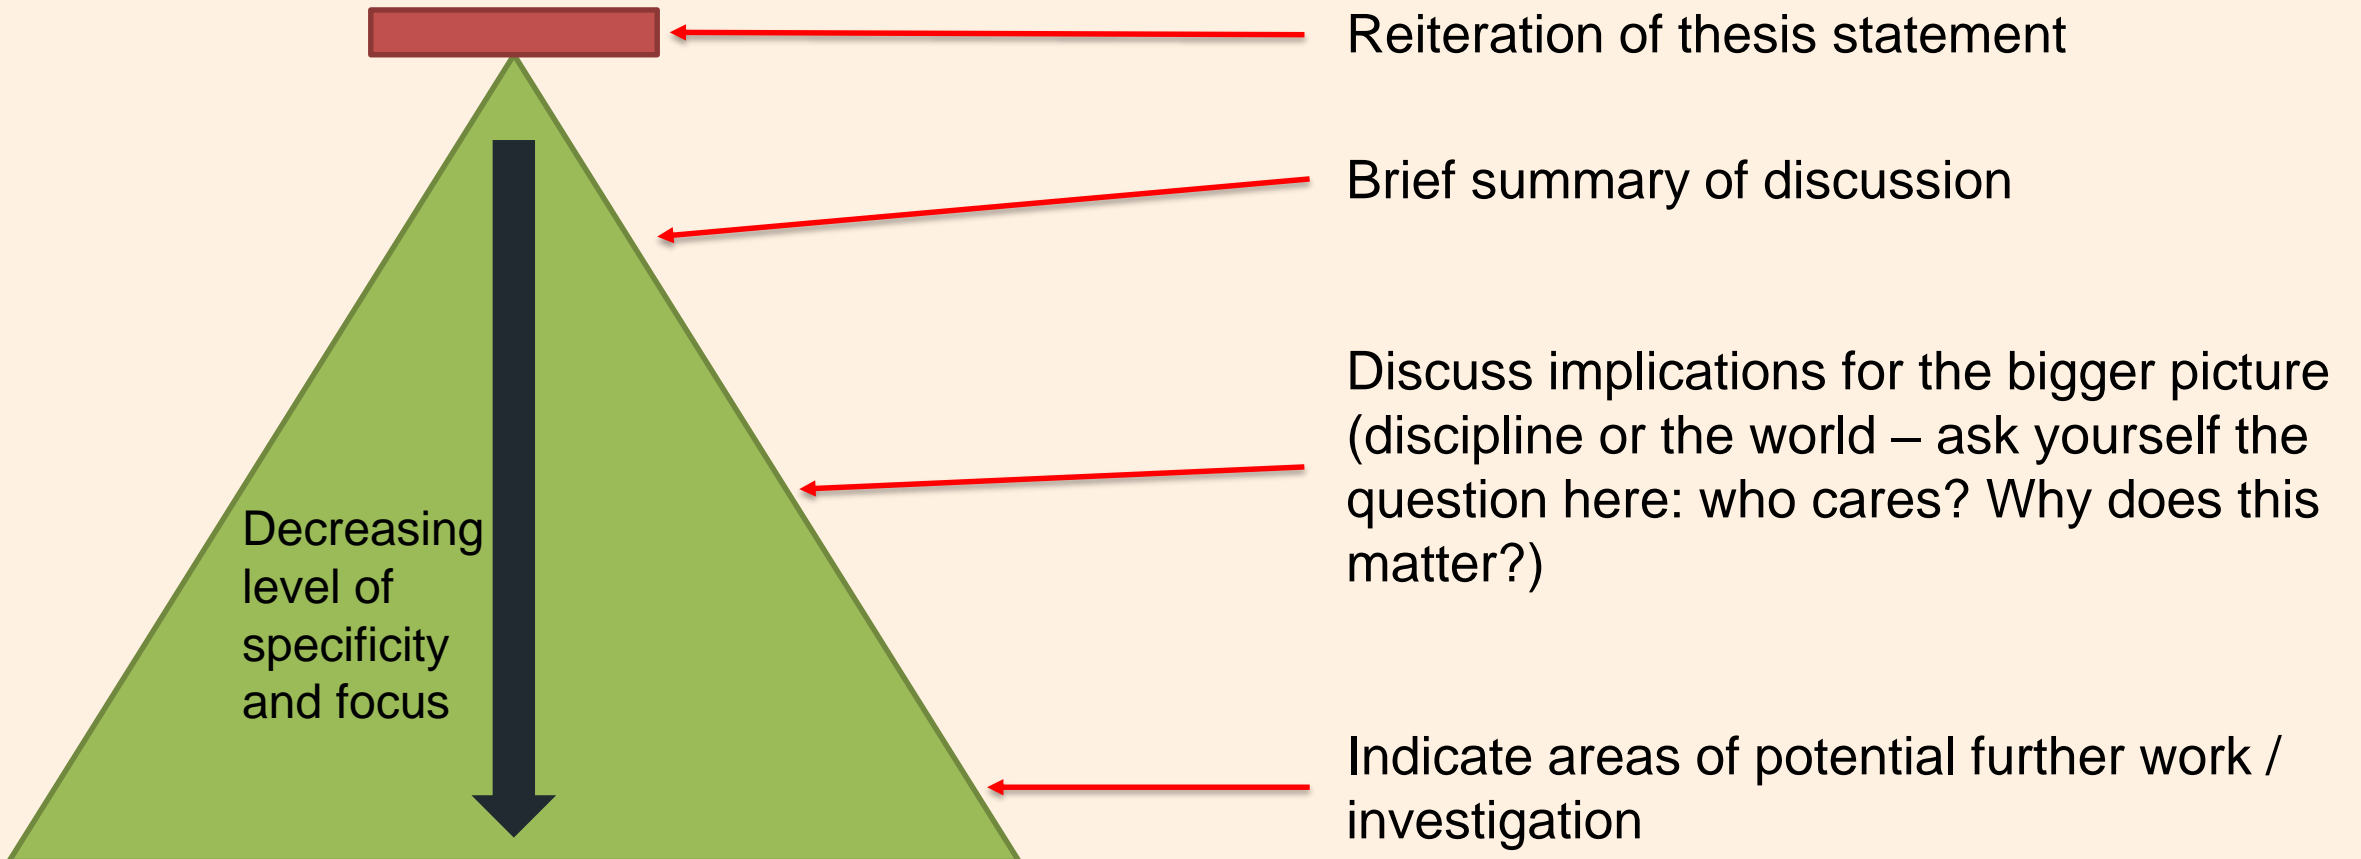 Reiteration of thesis statement
Brief summary of discussion
Discuss implications for the bigger picture
(discipline or the world – ask yourself the
question here: who cares? Why does this
matter?)
Decreasing
level of
specificity
and focus
Indicate areas of potential further work /
investigation